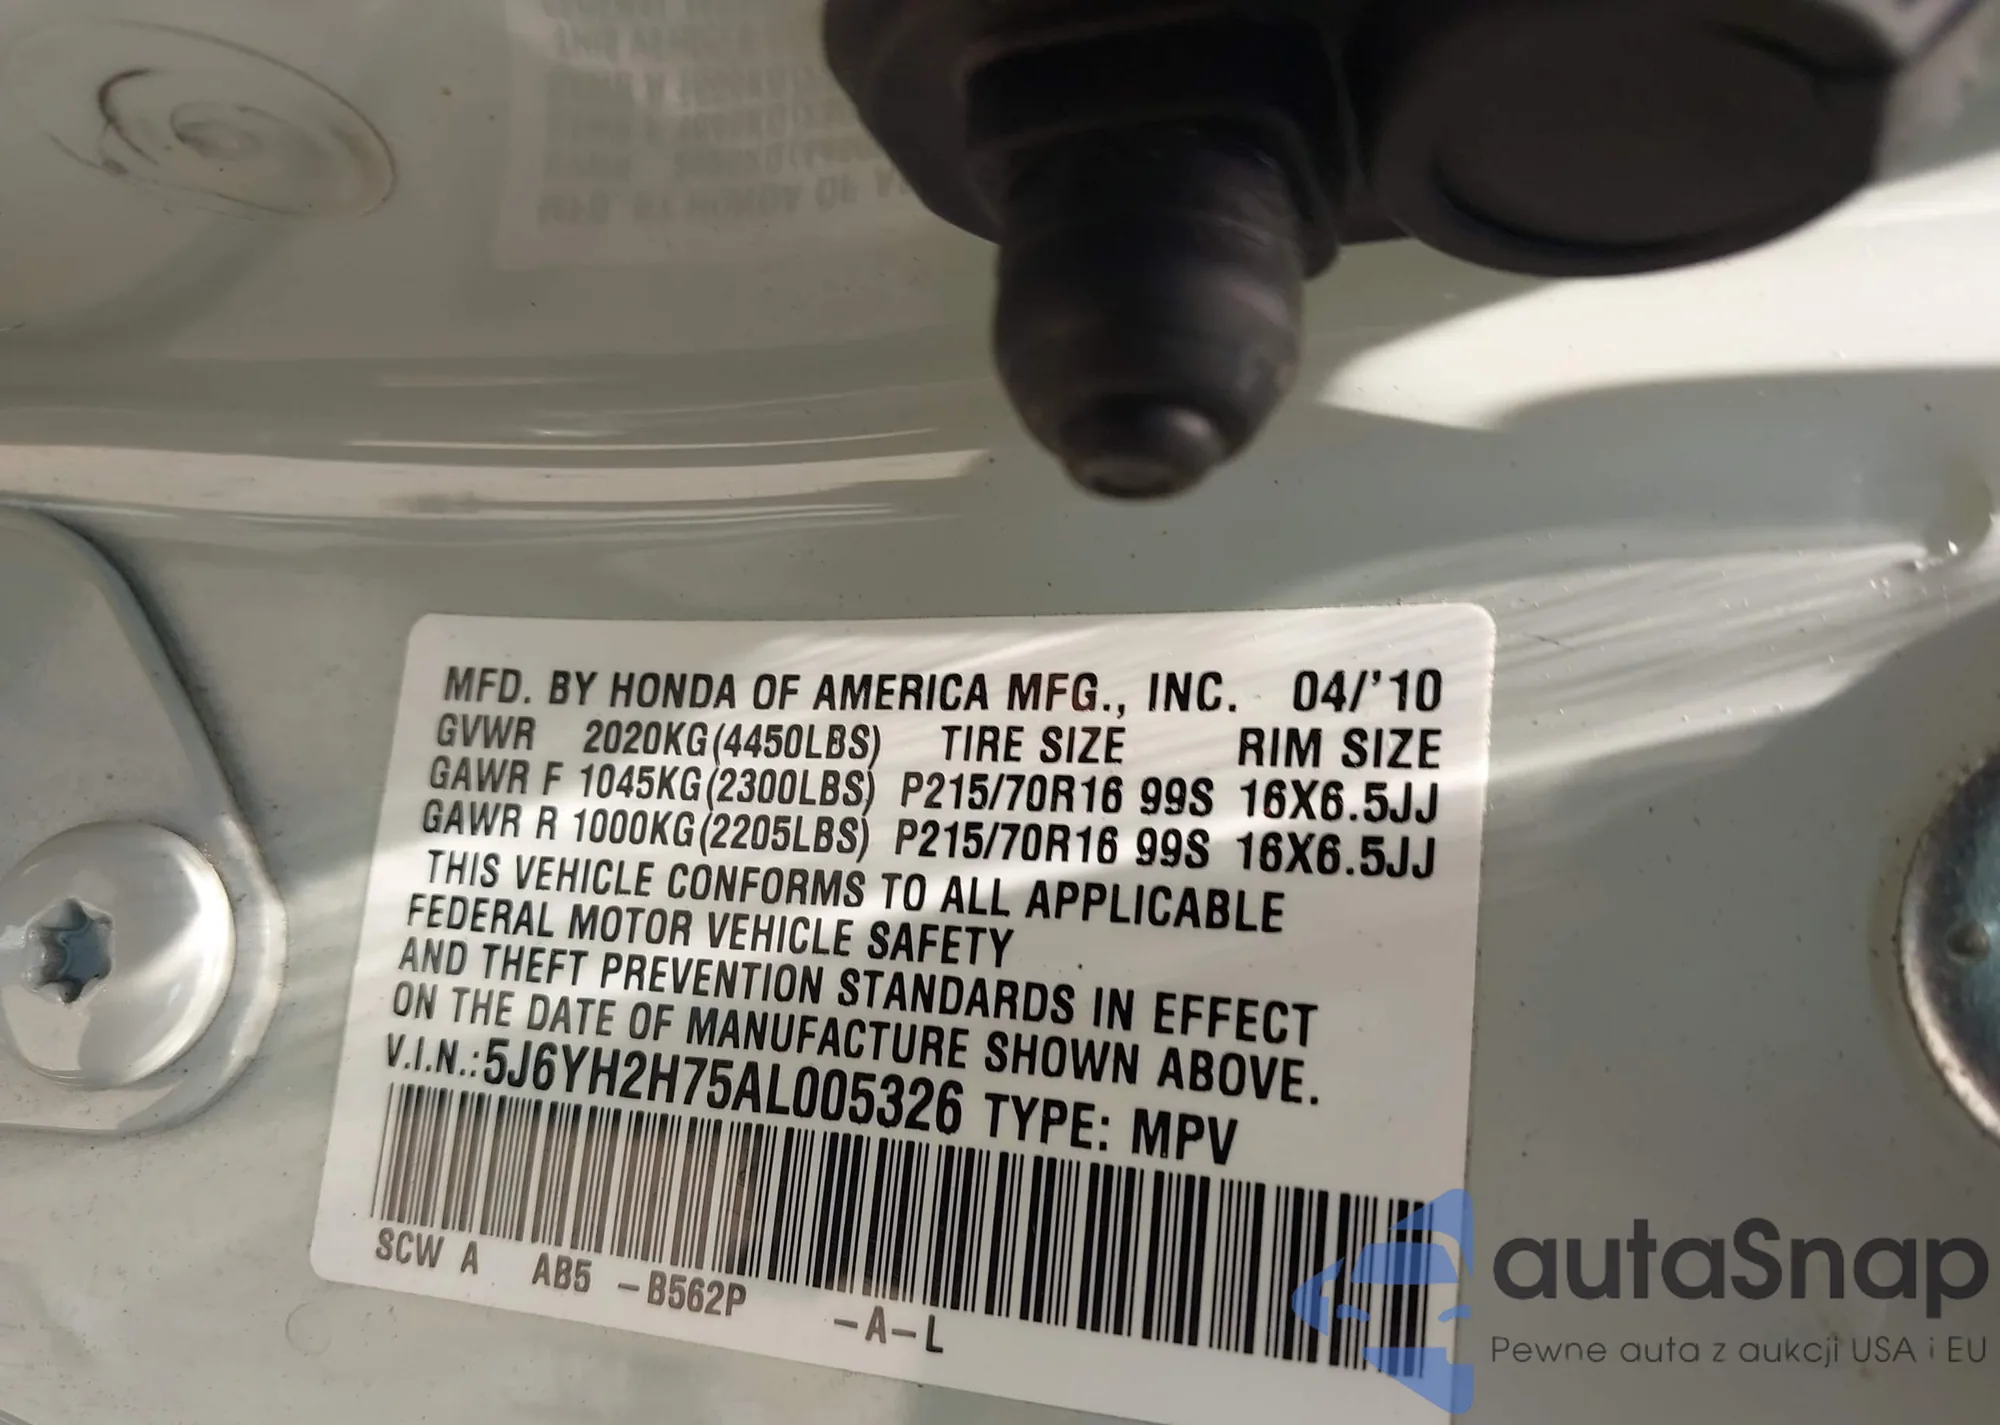 MFD. BY HONDA OF AMERICA MFG., INC. 04/'10
GVWR 2020KG(4450LBS) TIRE SIZE RIM SIZE
GAWR F 1045KG(2300LBS) P215/70R16 99S 16X6.5JJ
GAWR R 1000KG(2205LBS) P215/70R16 99S 16X6.5JJ
THIS VEHICLE CONFORMS TO ALL APPLICABLE
FEDERAL MOTOR VEHICLE SAFETY
AND THEFT PREVENTION STANDARDS IN EFFECT
ON THE DATE OF MANUFACTURE SHOWN ABOVE.
V.I.N.:5J6YH2H75AL005326 TYPE: MPV
SCW A AB5 -B562P -A-L
autaSnap
Pewne auta z aukcji USA i EU